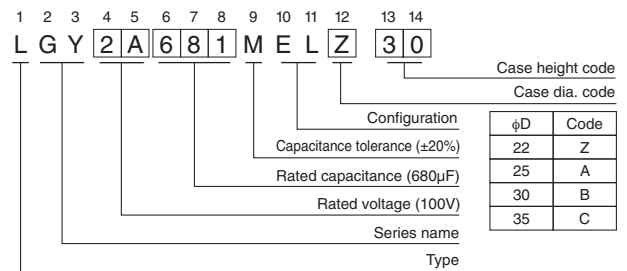 1 2 3 4 5 6 7 8 9 10 11 12 13 14
L G Y 2 A 6 8 1 M E L Z 3 0
Case height code
Case dia. code
Configuration
Capacitance tolerance (±20%)
Rated capacitance (680µF)
Rated voltage (100V)
Series name
Type
φD Code
22 Z
25 A
30 B
35 C